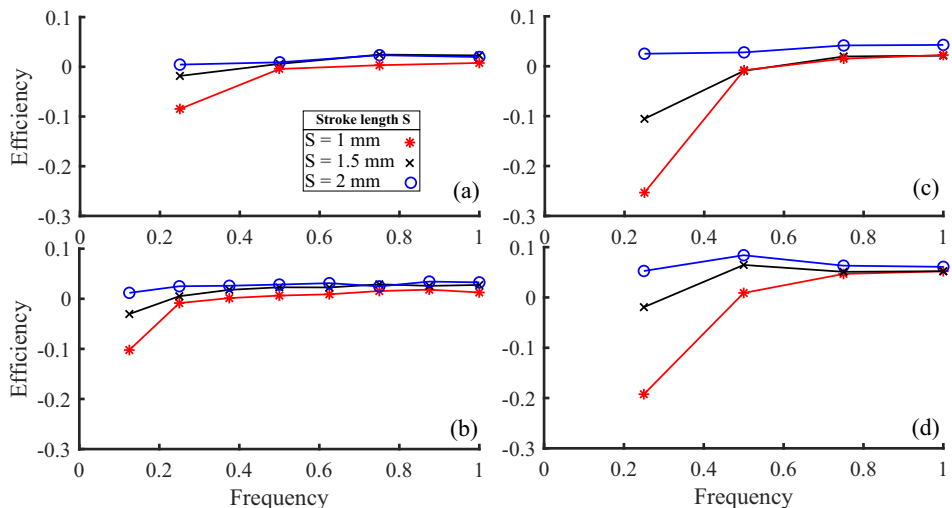 0.1
0
-0.1
-0.2
-0.3
Efficiency
Stroke length S
S = 1 mm
S = 1.5 mm
S = 2 mm
(a)
0 0.2 0.4 0.6 0.8 1
0.1
0
-0.1
-0.2
-0.3
Efficiency
(c)
0 0.2 0.4 0.6 0.8 1
0.1
0
-0.1
-0.2
-0.3
Efficiency
(b)
0 0.2 0.4 0.6 0.8 1
Frequency
0.1
0
-0.1
-0.2
-0.3
(d)
0 0.2 0.4 0.6 0.8 1
Frequency